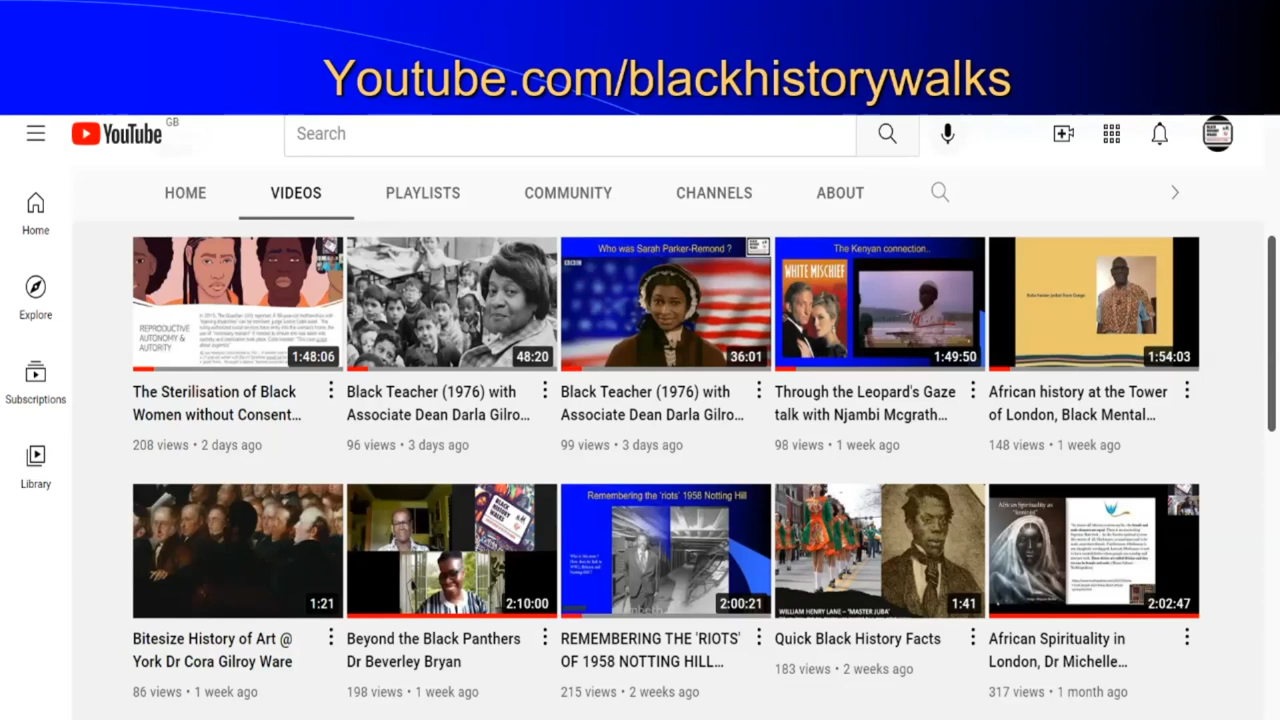 Youtube.com/blackhistorywalks
YouTube GB
Search
HOME VIDEOS PLAYLISTS COMMUNITY CHANNELS ABOUT
Home
Explore
Subscriptions
Library
REPRODUCTIVE
AUTONOMY &
AUTORITY
1:48:06
The Sterilisation of Black
Women without Consent...
208 views • 2 days ago
48:20
Black Teacher (1976) with
Associate Dean Darla Gilro...
96 views • 3 days ago
Who was Sarah Parker-Remond ?
BBC
36:01
Black Teacher (1976) with
Associate Dean Darla Gilro...
99 views • 3 days ago
The Kenyan connection..
WHITE MISCHIEF
1:49:50
Through the Leopard's Gaze
talk with Njambi Mcgrath...
98 views • 1 week ago
1:54:03
African history at the Tower
of London, Black Mental...
148 views • 1 week ago
1:21
Bitesize History of Art @
York Dr Cora Gilroy Ware
86 views • 1 week ago
BLACK
HISTORY
WALKS
2:10:00
Beyond the Black Panthers
Dr Beverley Bryan
198 views • 1 week ago
Remembering the 'riots' 1958 Notting Hill
2:00:21
REMEMBERING THE 'RIOTS'
OF 1958 NOTTING HILL...
215 views • 2 weeks ago
WILLIAM HENRY LANE – 'MASTER JUBA'
1:41
Quick Black History Facts
183 views • 2 weeks ago
African Spirituality as
2:02:47
African Spirituality in
London, Dr Michelle...
317 views • 1 month ago